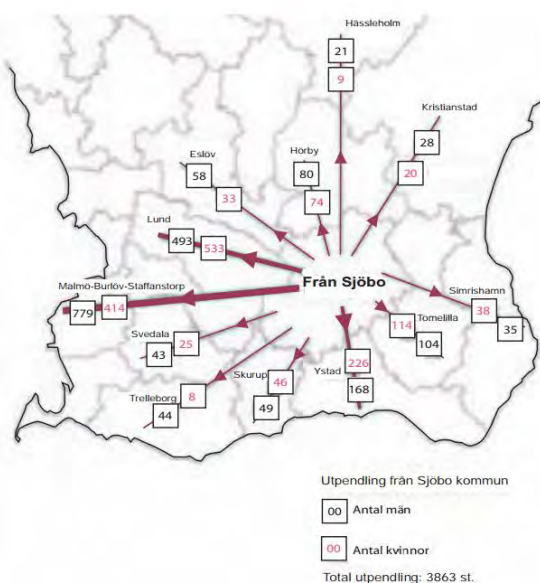 Hässleholm
21
9
Kristianstad
28
20
Hörby
80
74
Eslöv
58
33
Lund
493
533
Från Sjöbo
Malmö-Burlöv-Staffanstorp
779
414
Simrishamn
38
35
Tomelilla
114
104
Svedala
43
25
Ystad
226
168
Skurup
46
49
Trelleborg
44
8
Utpendling från Sjöbo kommun
00 Antal män
00 Antal kvinnor
Total utpendling: 3863 st.